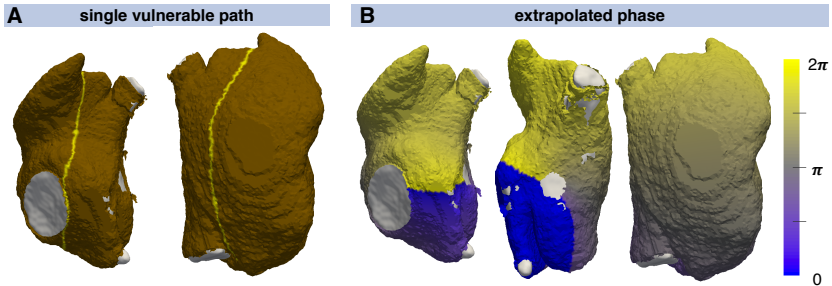 A single vulnerable path
B extrapolated phase
2π
π
0